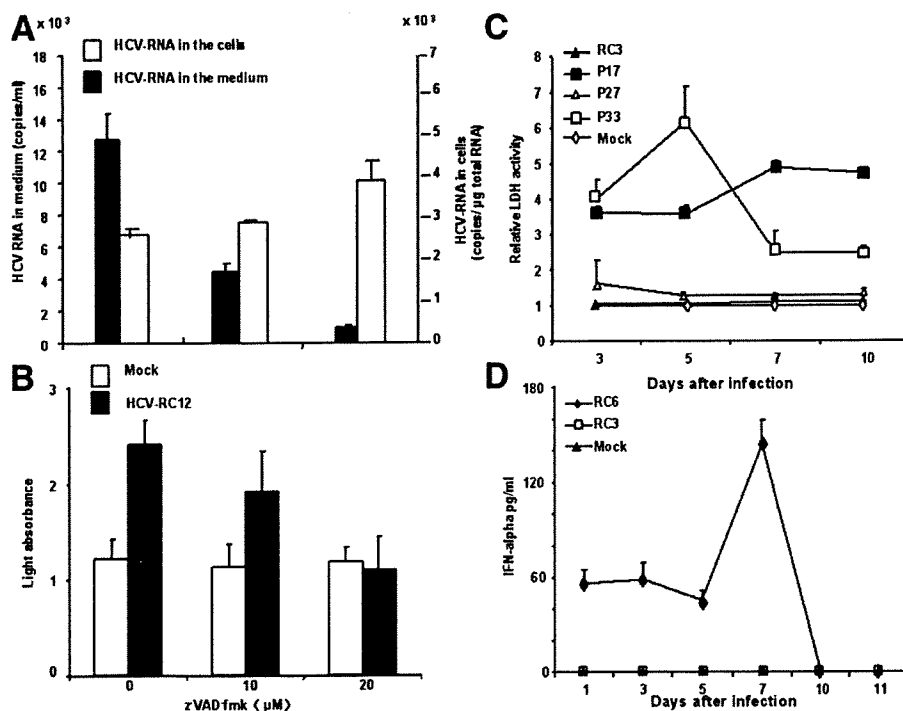 A
x 10³
HCV-RNA in the cells
HCV-RNA in the medium
x 10³
HCV RNA in medium (copies/ml)
18
16
14
12
10
8
6
4
2
0
7
6
5
4
3
2
1
0
HCV-RNA in cells
(copies/µg total RNA)
B
Mock
HCV-RC12
Light absorbance
3
2
1
0
0
10
20
zVAD-fmk (µM)
C
RC3
P17
P27
P33
Mock
Relative LDH activity
8
7
6
5
4
3
2
1
0
3
5
7
10
Days after infection
D
RC6
RC3
Mock
IFN-alpha pg/ml
180
120
60
0
1
3
5
7
10
11
Days after infection